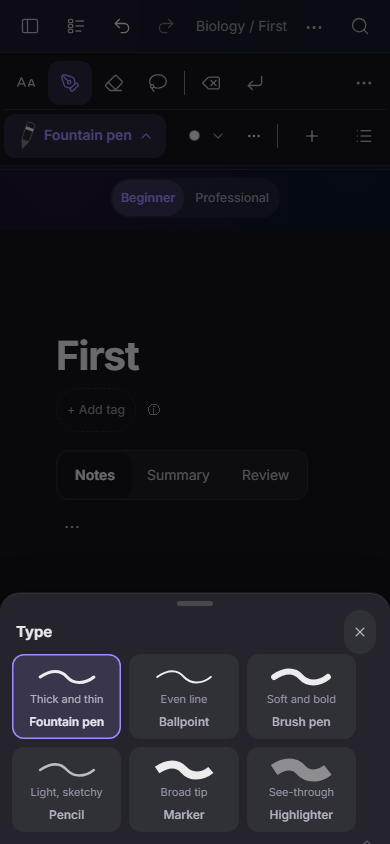 Biology / First
AA
Fountain pen
Beginner Professional
First
+ Add tag
Notes Summary Review
Type
Thick and thin Even line Soft and bold
Fountain pen Ballpoint Brush pen
Light, sketchy Broad tip See-through
Pencil Marker Highlighter